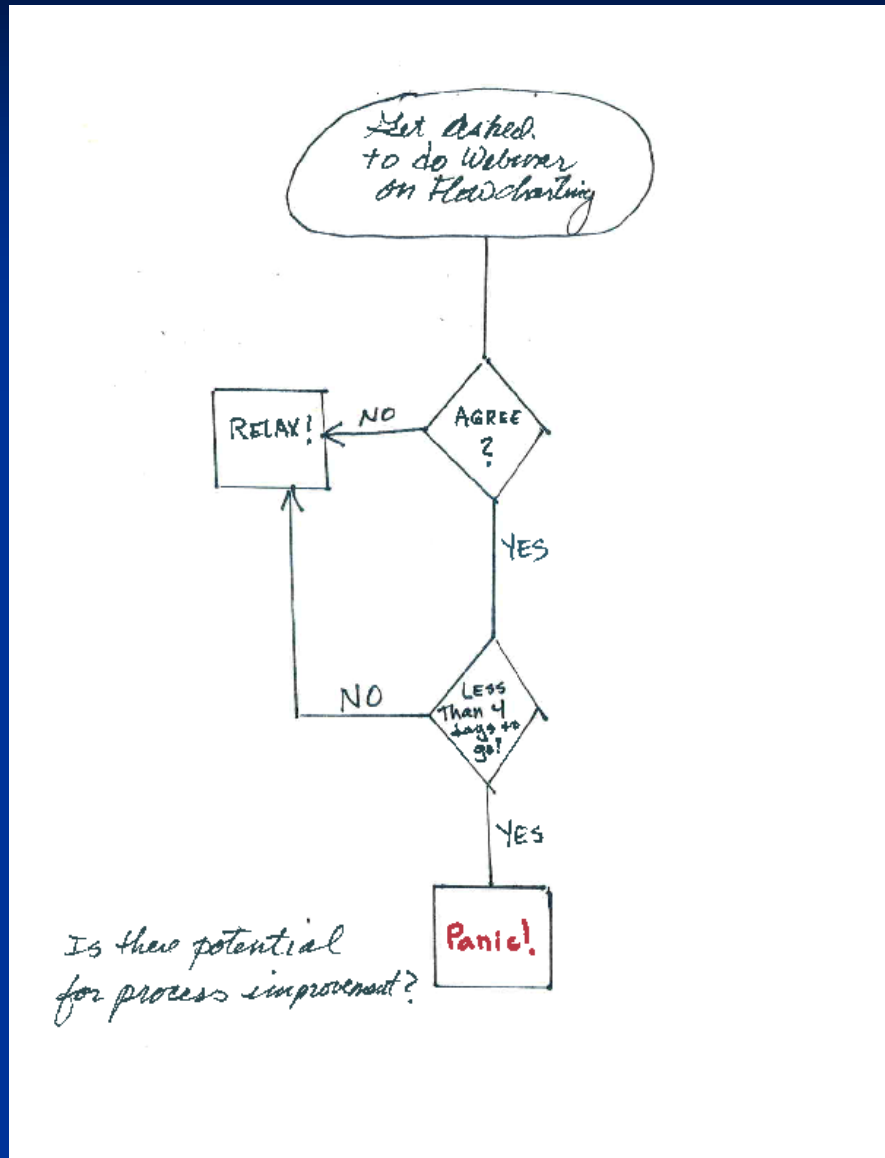 Get Asked
to do Webinar
on Flowcharting
AGREE
?
NO
RELAX!
YES
LESS
Than 4
days to
go?
NO
YES
Panic!
Is there potential
for process improvement?